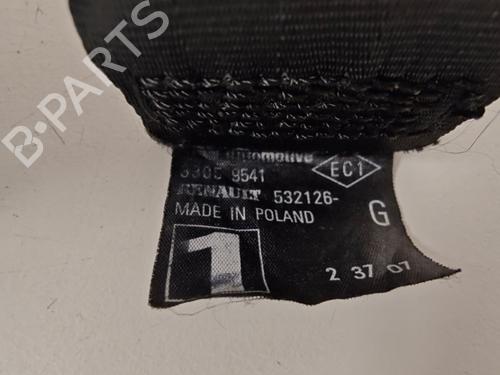 automotive
EC1
9541
RENAULT 532126-
MADE IN POLAND
G
1
2 37 07
B-PARTS